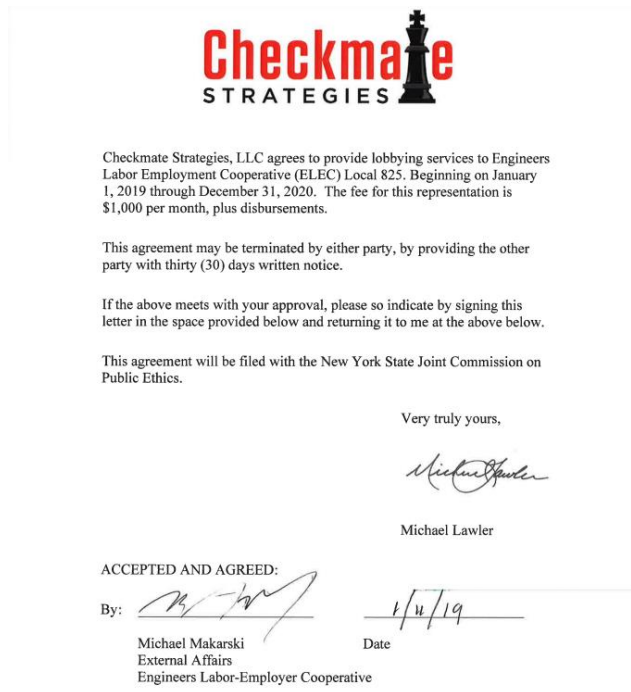 Checkmate
STRATEGIES
Checkmate Strategies, LLC agrees to provide lobbying services to Engineers
Labor Employment Cooperative (ELEC) Local 825. Beginning on January
1, 2019 through December 31, 2020. The fee for this representation is
$1,000 per month, plus disbursements.
This agreement may be terminated by either party, by providing the other
party with thirty (30) days written notice.
If the above meets with your approval, please so indicate by signing this
letter in the space provided below and returning it to me at the above below.
This agreement will be filed with the New York State Joint Commission on
Public Ethics.
Very truly yours,
Michael Lawler
Michael Lawler
ACCEPTED AND AGREED:
By:
1/11/19
Michael Makarski
Date
External Affairs
Engineers Labor-Employer Cooperative